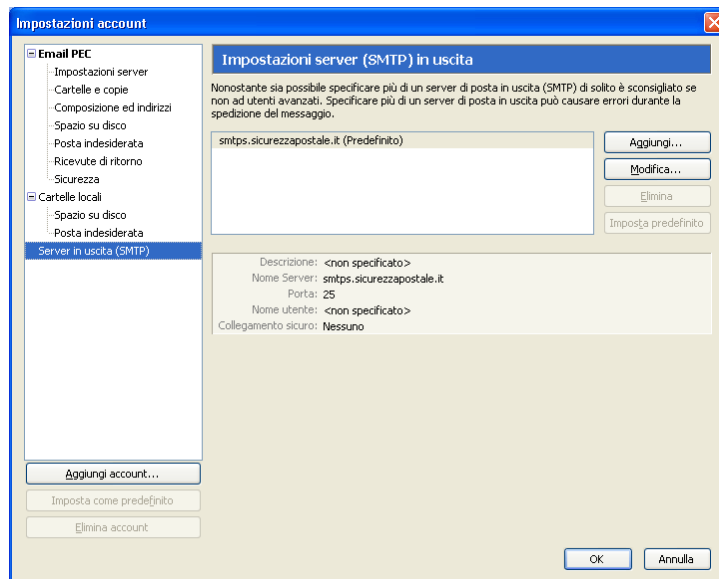 Impostazioni account
Email PEC
Impostazioni server
Cartelle e copie
Composizione ed indirizzi
Spazio su disco
Posta indesiderata
Ricevute di ritorno
Sicurezza
Cartelle locali
Spazio su disco
Posta indesiderata
Server in uscita (SMTP)
Aggiungi account...
Imposta come predefinito
Elimina account
Impostazioni server (SMTP) in uscita
Nonostante sia possibile specificare più di un server di posta in uscita (SMTP) di solito è sconsigliato se
non ad utenti avanzati. Specificare più di un server di posta in uscita può causare errori durante la
spedizione del messaggio.
smtps.sicurezzapostale.it (Predefinito)
Aggiungi...
Modifica...
Elimina
Imposta predefinito
Descrizione: <non specificato>
Nome Server: smtps.sicurezzapostale.it
Porta: 25
Nome utente: <non specificato>
Collegamento sicuro: Nessuno
OK
Annulla